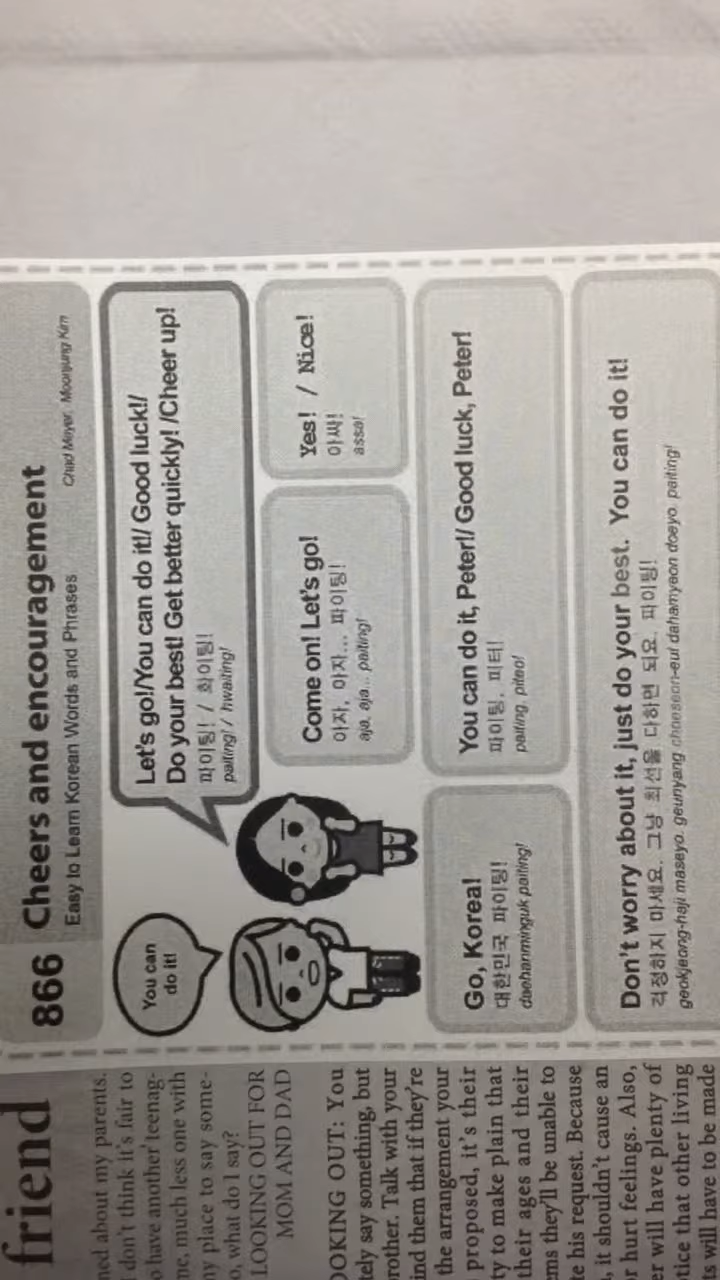 866 Cheers and encouragement
Easy to Learn Korean Words and Phrases
Chad Meyer, Moonjung Kim
You can
do it!
Let's go!/You can do it!/ Good luck!/
Do your best! Get better quickly! /Cheer up!
파이팅! / 화이팅!
paiting! / hwaiting!
Come on! Let's go!
아자, 아자... 파이팅!
aja, aja... paiting!
Yes! / Nice!
아싸!
assa!
Go, Korea!
대한민국 파이팅!
daehanminguk paiting!
You can do it, Peter!/ Good luck, Peter!
파이팅, 피터!
paiting, piteo!
Don't worry about it, just do your best. You can do it!
걱정하지 마세요. 그냥 최선을 다하면 되요. 파이팅!
geokjeong-haji maseyo. geunyang choeseon-eul dahamyeon doeyo. paiting!
friend
ned about my parents.
don't think it's fair to
o have another teenag-
me, much less one with
ny place to say some-
o, what do I say?
LOOKING OUT FOR
MOM AND DAD
OOKING OUT: You
tely say something, but
rother. Talk with your
ind them that if they're
the arrangement your
proposed, it's their
ty to make plain that
their ages and their
ms they'll be unable to
te his request. Because
, it shouldn't cause an
r hurt feelings. Also,
er will have plenty of
tice that other living
ts will have to be made